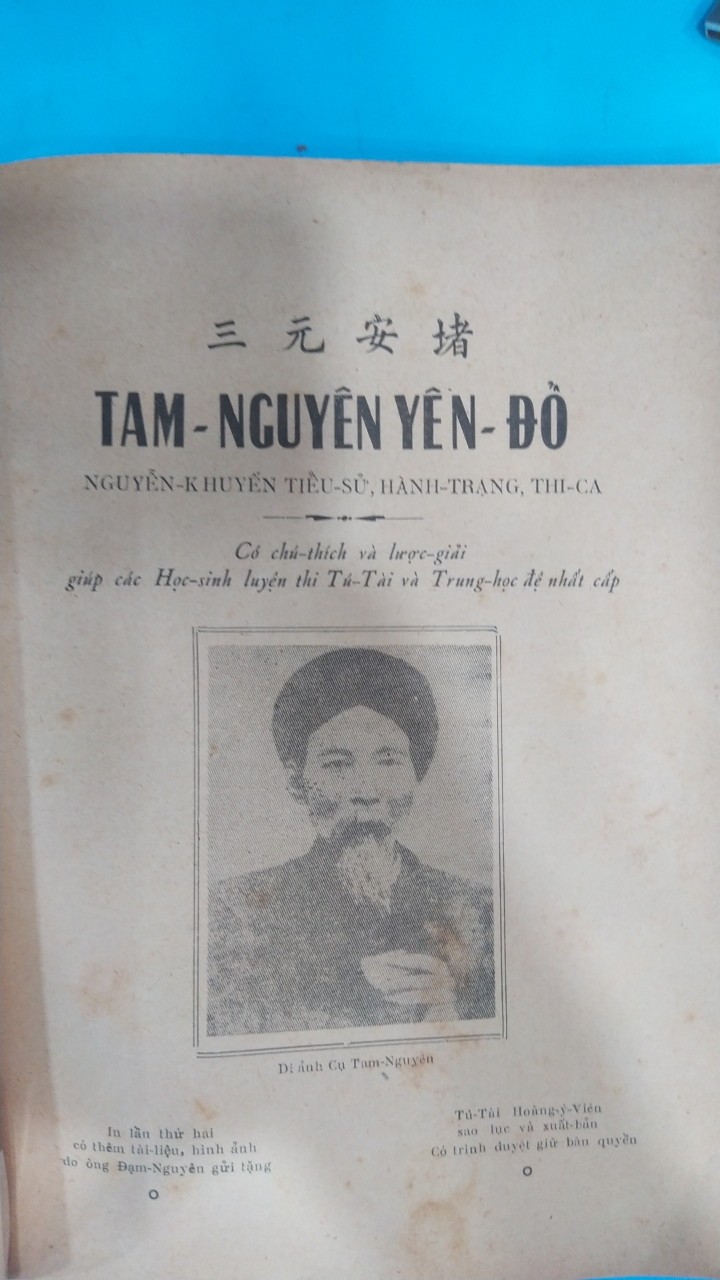 三元安堵
TAM-NGUYÊN YÊN-ĐỔ
NGUYỄN-KHUYẾN TIỂU-SỬ, HÀNH-TRẠNG, THI-CA
Có chú-thích và lược-giải
giúp các Học-sinh luyện thi Tú-Tài và Trung-học đệ nhất cấp
Di ảnh Cụ Tam-Nguyên
In lần thứ hai
có thêm tài-liệu, hình ảnh
do ông Đạm-Nguyên gửi tặng
Tú-Tài Hoàng-ý-Viên
sao lục và xuất-bản
Có trình duyệt giữ bản quyền